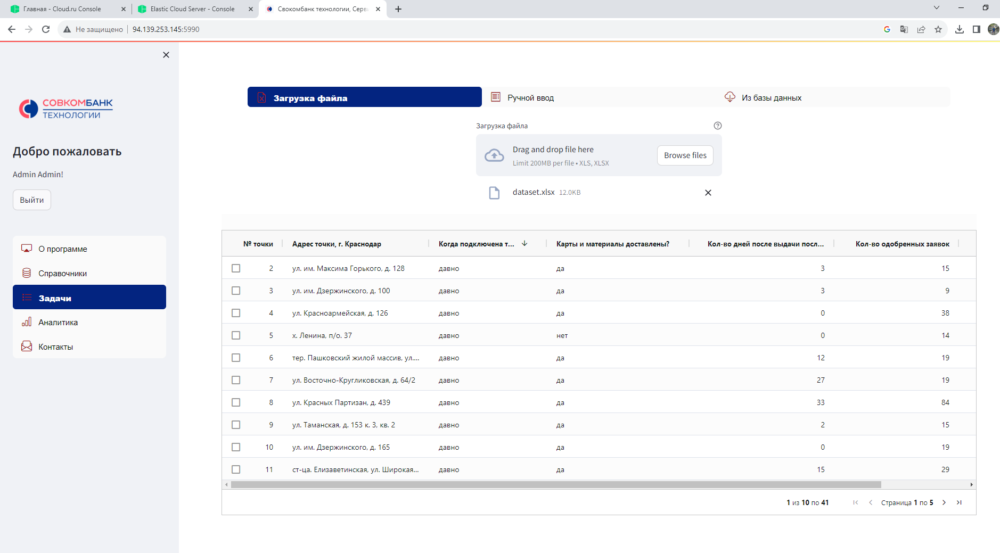 Главная - Cloud.ru Console
Elastic Cloud Server - Console
Свокомбанк технологии, Серв
Не защищено
94.139.253.145:5990
СОВКОМБАНК
ТЕХНОЛОГИИ
Добро пожаловать
Admin Admin!
Выйти
О программе
Справочники
Задачи
Аналитика
Контакты
Загрузка файла
Ручной ввод
Из базы данных
Загрузка файла
Drag and drop file here
Limit 200MB per file • XLS, XLSX
Browse files
dataset.xlsx 12.0KB
№ точки Адрес точки, г. Краснодар Когда подключена т... Карты и материалы доставлены? Кол-во дней после выдачи посл... Кол-во одобренных заявок
2 ул. им. Максима Горького, д. 128 давно да 3 15
3 ул. им. Дзержинского, д. 100 давно да 3 9
4 ул. Красноармейская, д. 126 давно да 0 38
5 х. Ленина, п/о. 37 давно нет 0 14
6 тер. Пашковский жилой массив, ул.... давно да 12 19
7 ул. Восточно-Кругликовская, д. 64/2 давно да 27 19
8 ул. Красных Партизан, д. 439 давно да 33 84
9 ул. Таманская, д. 153 к. 3, кв. 2 давно да 2 15
10 ул. им. Дзержинского, д. 165 давно да 0 19
11 ст-ца. Елизаветинская, ул. Широкая... давно да 15 29
1 из 10 по 41 Страница 1 по 5